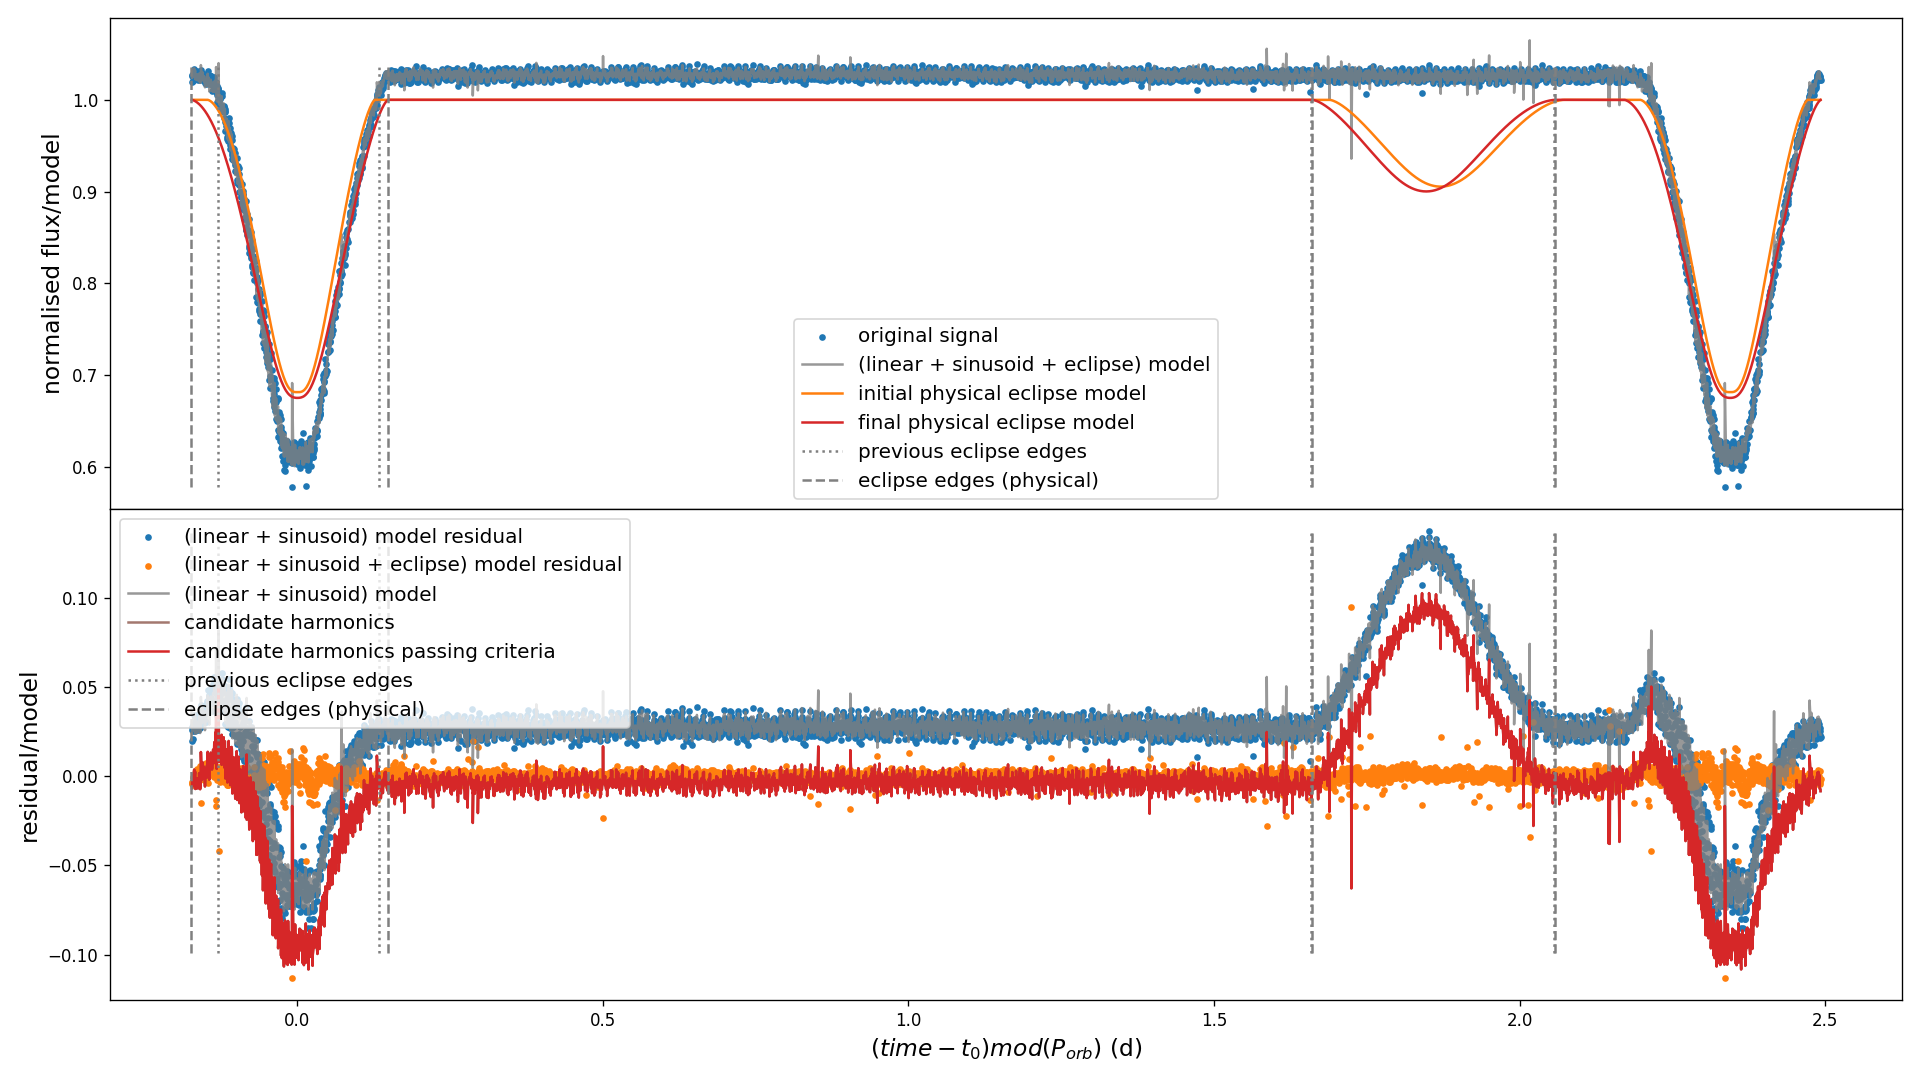 normalised flux/model
1.0
0.9
0.8
0.7
0.6
original signal
(linear + sinusoid + eclipse) model
initial physical eclipse model
final physical eclipse model
previous eclipse edges
eclipse edges (physical)
residual/model
0.10
0.05
0.00
−0.05
−0.10
(linear + sinusoid) model residual
(linear + sinusoid + eclipse) model residual
(linear + sinusoid) model
candidate harmonics
candidate harmonics passing criteria
previous eclipse edges
eclipse edges (physical)
0.0 0.5 1.0 1.5 2.0 2.5
(time − t₀)mod(Pₒᵣb) (d)